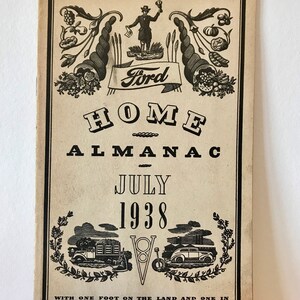 Ford
HOME
ALMANAC
JULY
1938
V8
WITH ONE FOOT ON THE LAND AND ONE IN